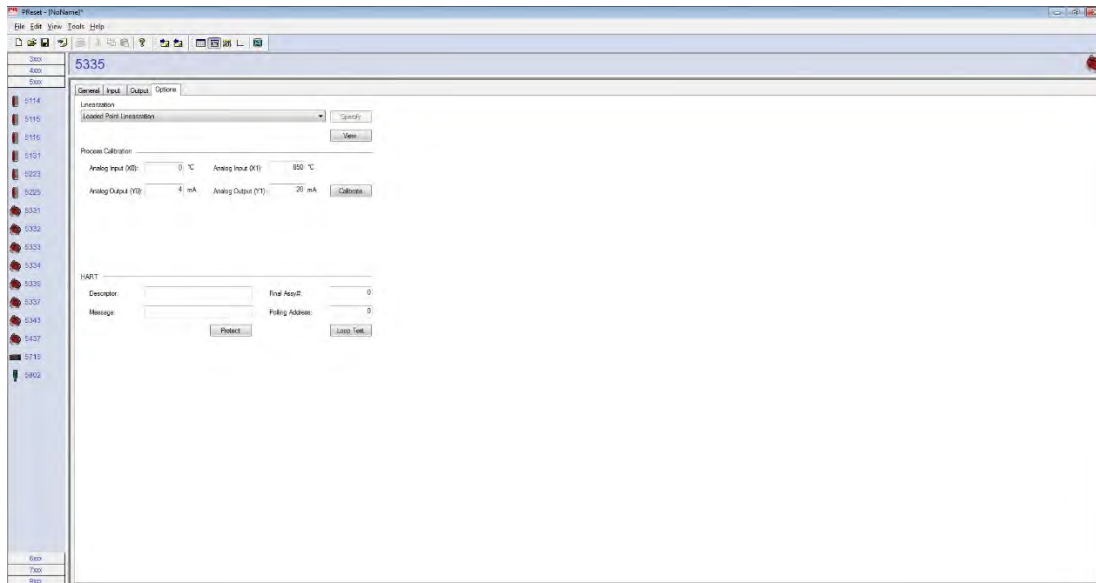 PReset - [NoName]*
File Edit View Tools Help
3xxx
4xxx
5xxx
5335
General Input Output Options
5114
5115
5116
5131
5223
5225
5331
5332
5333
5334
5335
5337
5343
5437
5715
5802
Linearization
Loaded Point Linearization
Specify
View
Process Calibration
Analog Input (X0): 0 °C Analog Input (X1): 850 °C
Analog Output (Y0): 4 mA Analog Output (Y1): 20 mA Calibrate
HART
Descriptor: Final Assy#: 0
Message: Polling Address: 0
Protect Loop Test
6xxx
7xxx
8xxx